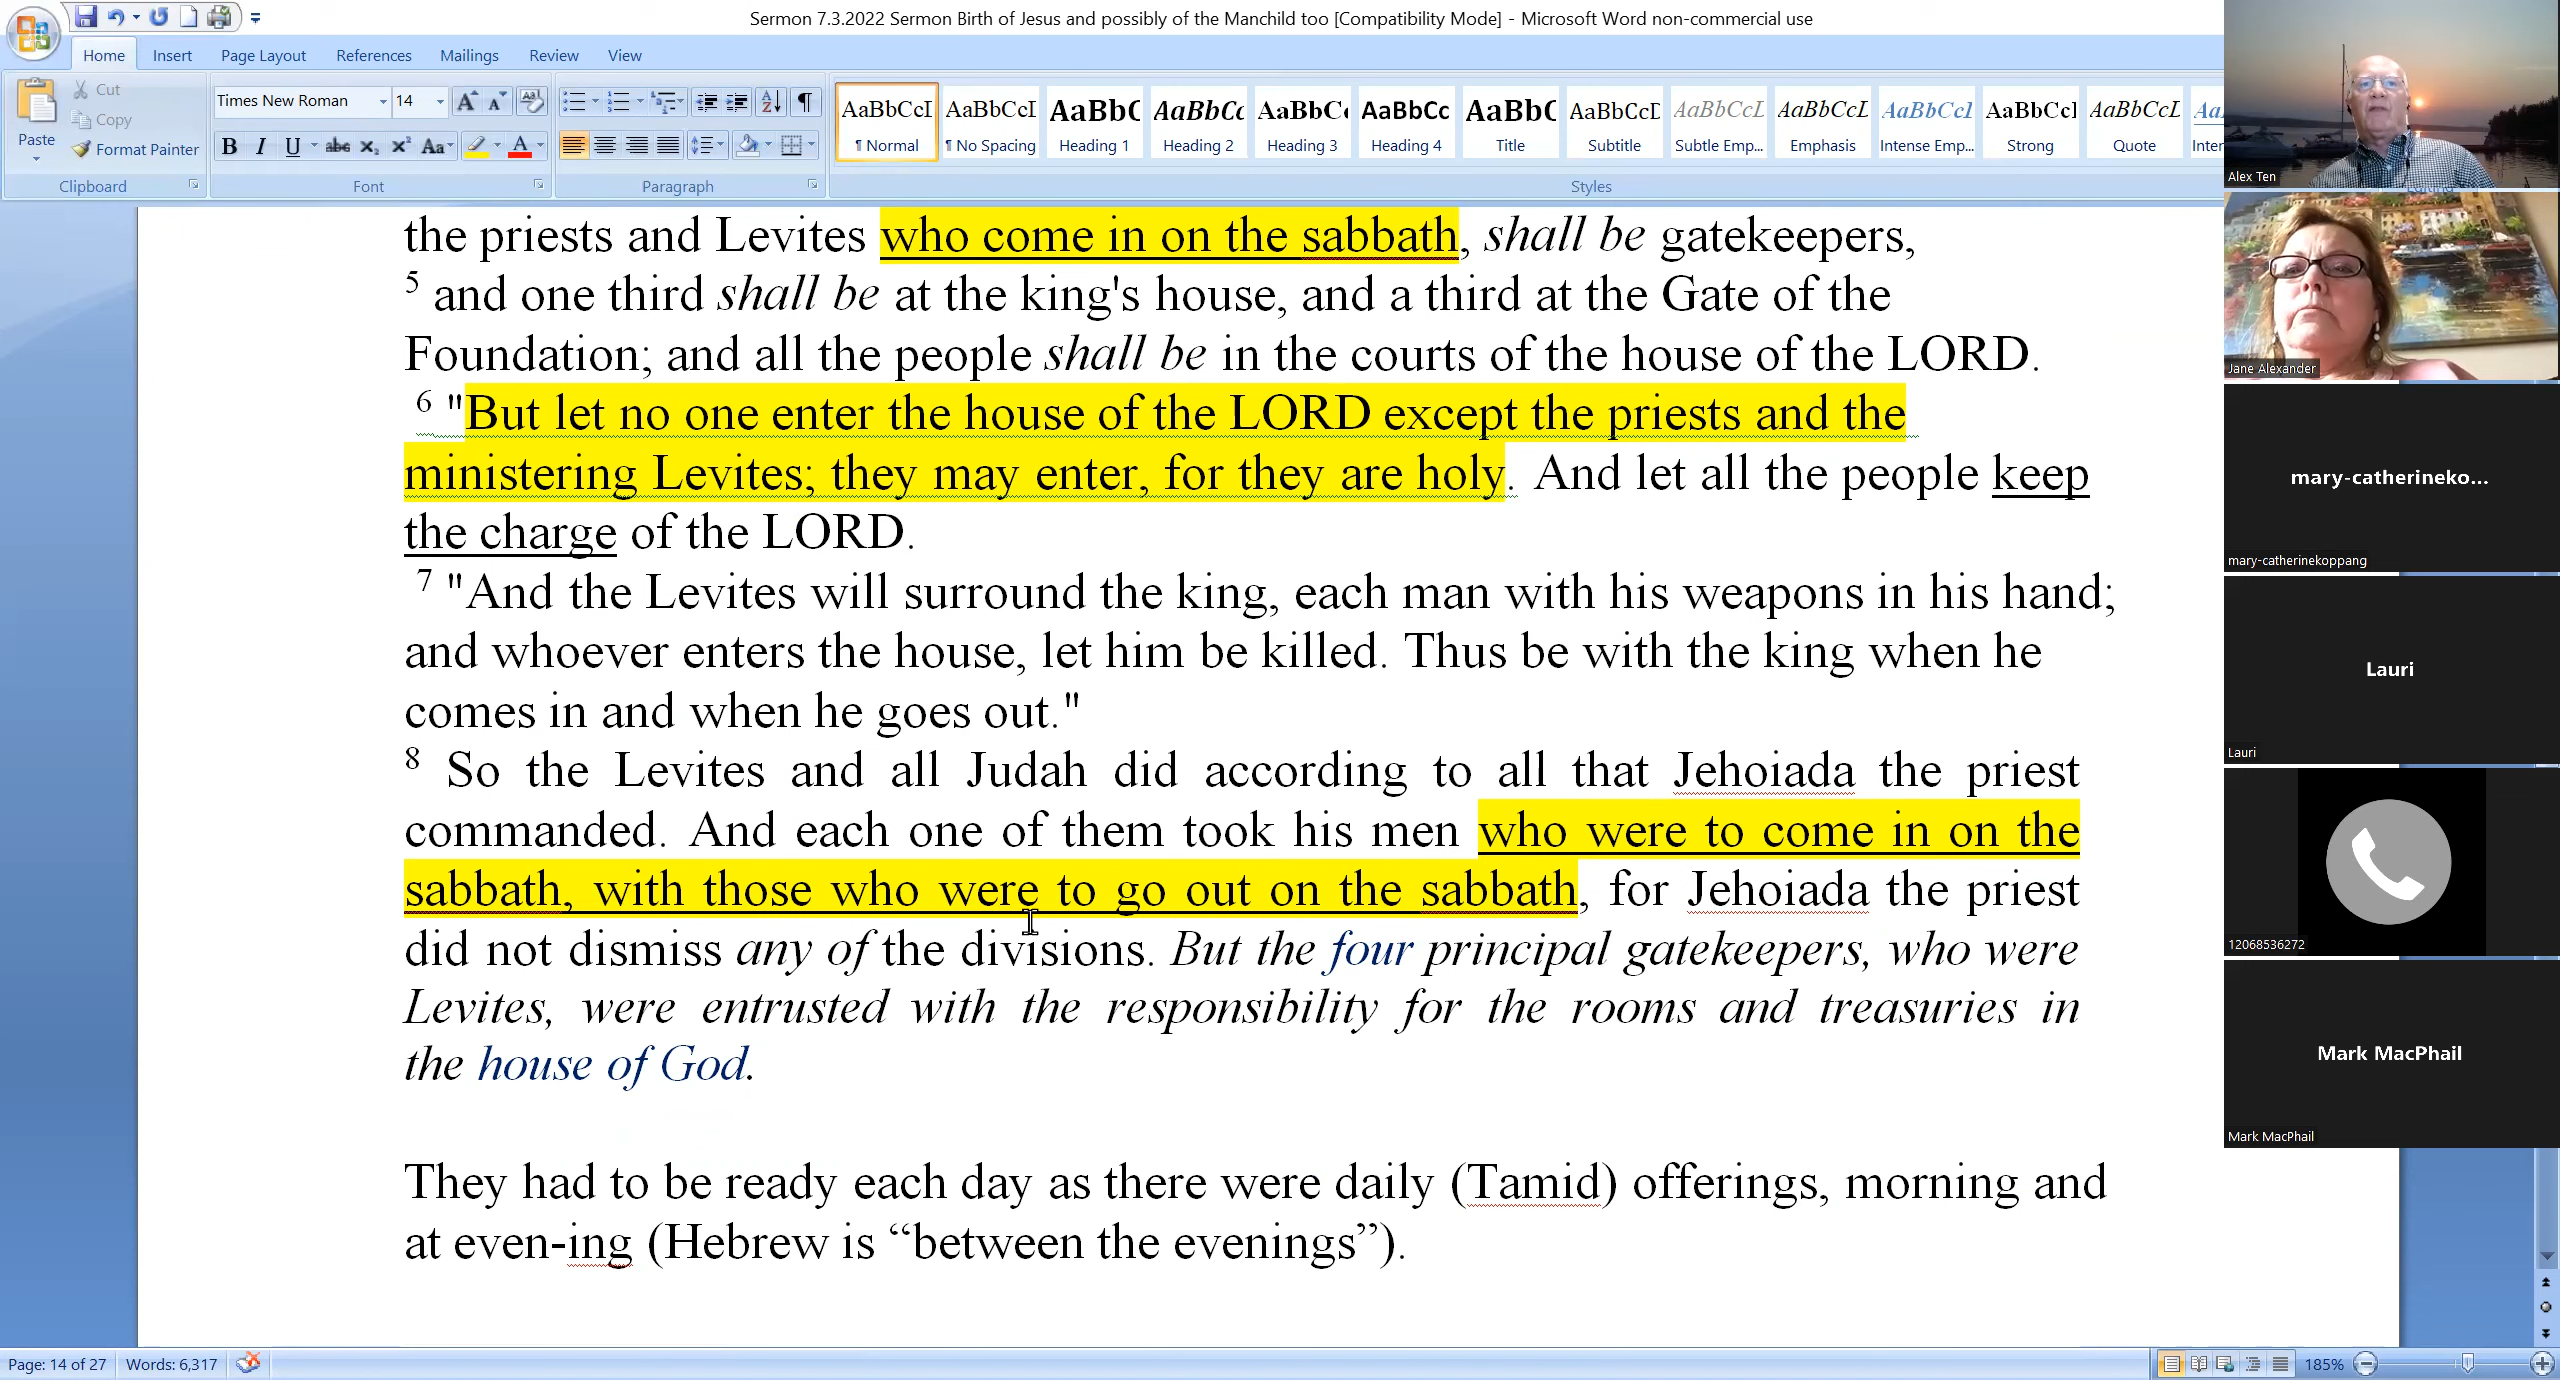 Sermon 7.3.2022 Sermon Birth of Jesus and possibly of the Manchild too [Compatibility Mode] - Microsoft Word non-commercial use
Home Insert Page Layout References Mailings Review View
Paste
Cut
Copy
Format Painter
Clipboard
Times New Roman 14
Font
Paragraph
AaBbCcI AaBbCcI AaBbC AaBbCc AaBbC AaBbCc AaBbC AaBbCcD AaBbCcL AaBbCcL AaBbCcI AaBbCcI AaBbCcL
¶ Normal ¶ No Spacing Heading 1 Heading 2 Heading 3 Heading 4 Title Subtitle Subtle Emp... Emphasis Intense Emp... Strong Quote Inter
Styles
the priests and Levites who come in on the sabbath, shall be gatekeepers,
5 and one third shall be at the king's house, and a third at the Gate of the
Foundation; and all the people shall be in the courts of the house of the LORD.
6 "But let no one enter the house of the LORD except the priests and the
ministering Levites; they may enter, for they are holy. And let all the people keep
the charge of the LORD.
7 "And the Levites will surround the king, each man with his weapons in his hand;
and whoever enters the house, let him be killed. Thus be with the king when he
comes in and when he goes out."
8 So the Levites and all Judah did according to all that Jehoiada the priest
commanded. And each one of them took his men who were to come in on the
sabbath, with those who were to go out on the sabbath, for Jehoiada the priest
did not dismiss any of the divisions. But the four principal gatekeepers, who were
Levites, were entrusted with the responsibility for the rooms and treasuries in
the house of God.
They had to be ready each day as there were daily (Tamid) offerings, morning and
at even-ing (Hebrew is “between the evenings”).
Page: 14 of 27 Words: 6,317
185%
Alex Ten
Jane Alexander
mary-catherineko...
mary-catherinekoppang
Lauri
Lauri
12068536272
Mark MacPhail
Mark MacPhail